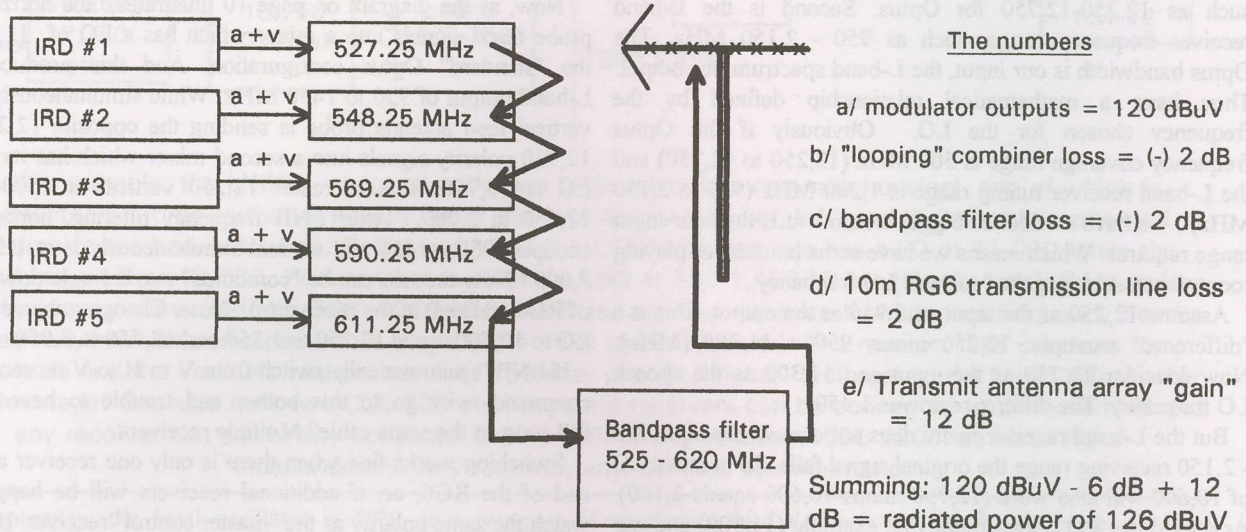 IRD #1
a + v
527.25 MHz
IRD #2
a + v
548.25 MHz
IRD #3
a + v
569.25 MHz
IRD #4
a + v
590.25 MHz
IRD #5
a + v
611.25 MHz
Bandpass filter
525 - 620 MHz
The numbers
a/ modulator outputs = 120 dBuV
b/ "looping" combiner loss = (-) 2 dB
c/ bandpass filter loss = (-) 2 dB
d/ 10m RG6 transmission line loss
= 2 dB
e/ Transmit antenna array "gain"
+ 12 dB
Summing: 120 dBuV - 6 dB + 12
dB = radiated power of 126 dBuV